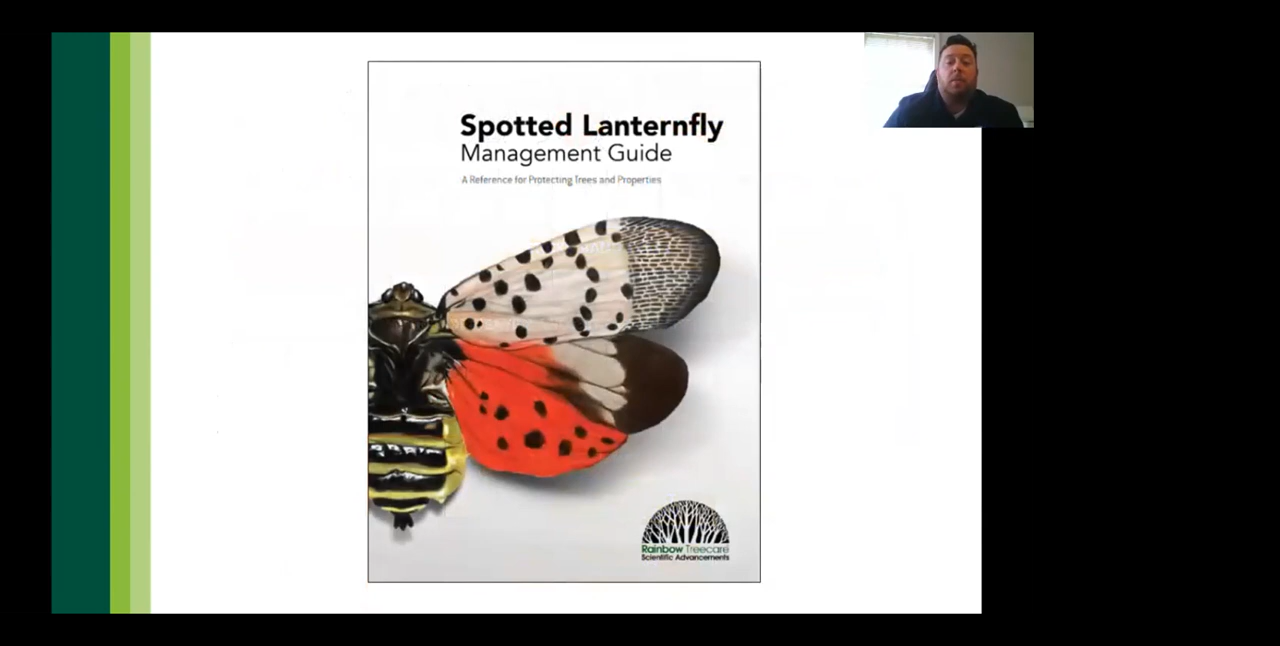 Spotted Lanternfly
Management Guide
A Reference for Protecting Trees and Properties
Rainbow Treecare
Scientific Advancements